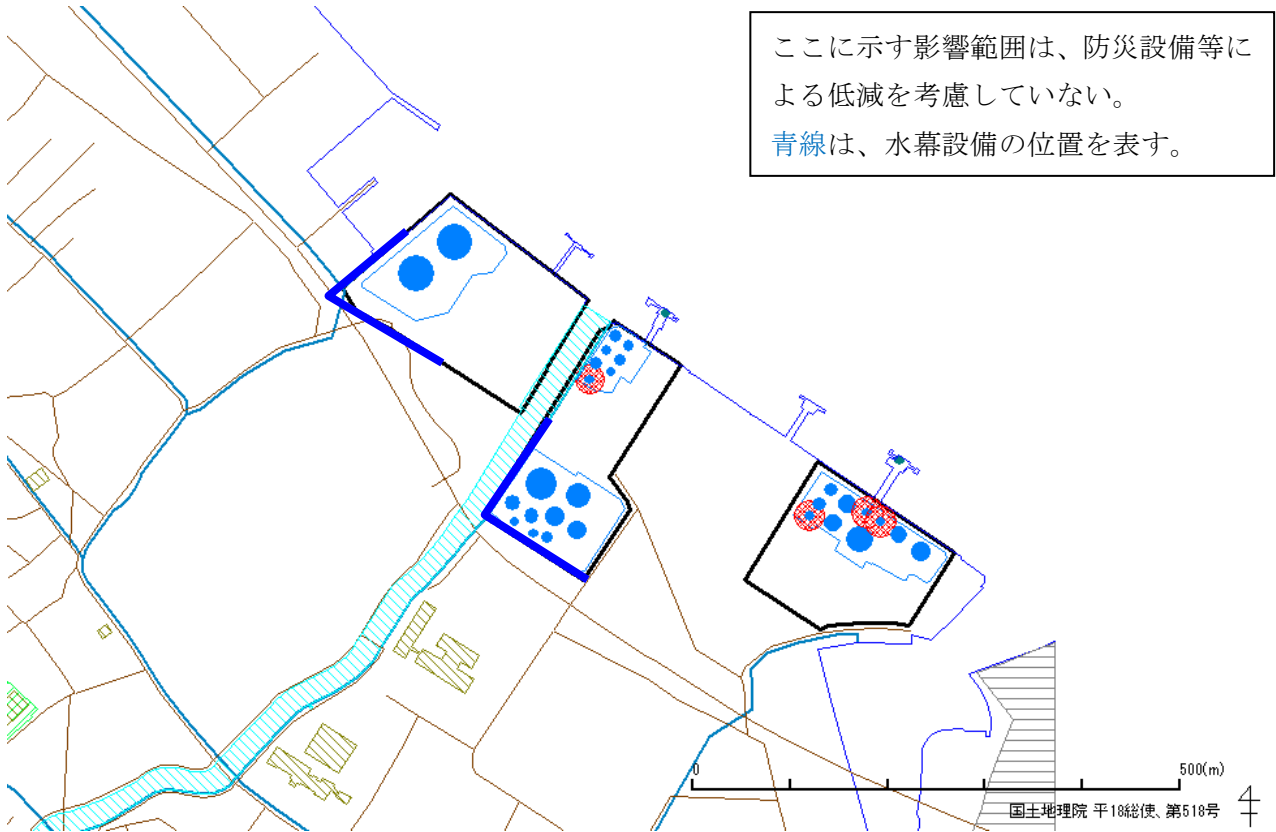 ここに示す影響範囲は、防災設備等に
よる低減を考慮していない。
青線は、水幕設備の位置を表す。
0 500(m)
国土地理院 平18総使、第518号